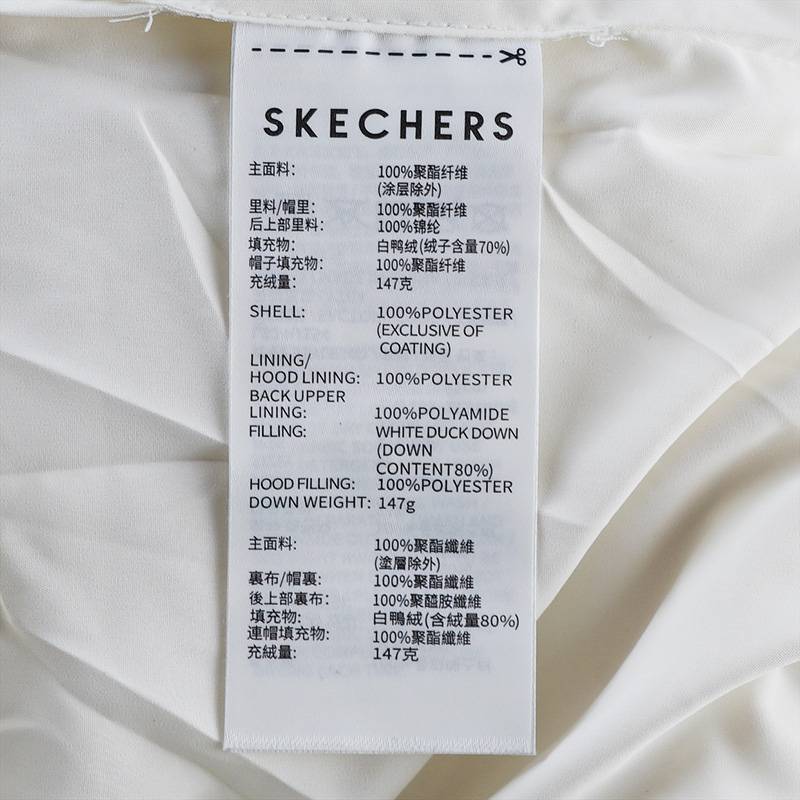 SKECHERS
主面料: 100%聚酯纤维
(涂层除外)
里料/帽里: 100%聚酯纤维
后上部里料: 100%锦纶
填充物: 白鸭绒(绒子含量70%)
帽子填充物: 100%聚酯纤维
充绒量: 147克
SHELL: 100%POLYESTER
(EXCLUSIVE OF
COATING)
LINING/
HOOD LINING: 100%POLYESTER
BACK UPPER
LINING: 100%POLYAMIDE
FILLING: WHITE DUCK DOWN
(DOWN
CONTENT80%)
HOOD FILLING: 100%POLYESTER
DOWN WEIGHT: 147g
主面料: 100%聚酯纖維
(塗層除外)
裏布/帽裏: 100%聚酯纖維
後上部裏布: 100%聚醯胺纖維
填充物: 白鴨絨(含絨量80%)
連帽填充物: 100%聚酯纖維
充絨量: 147克